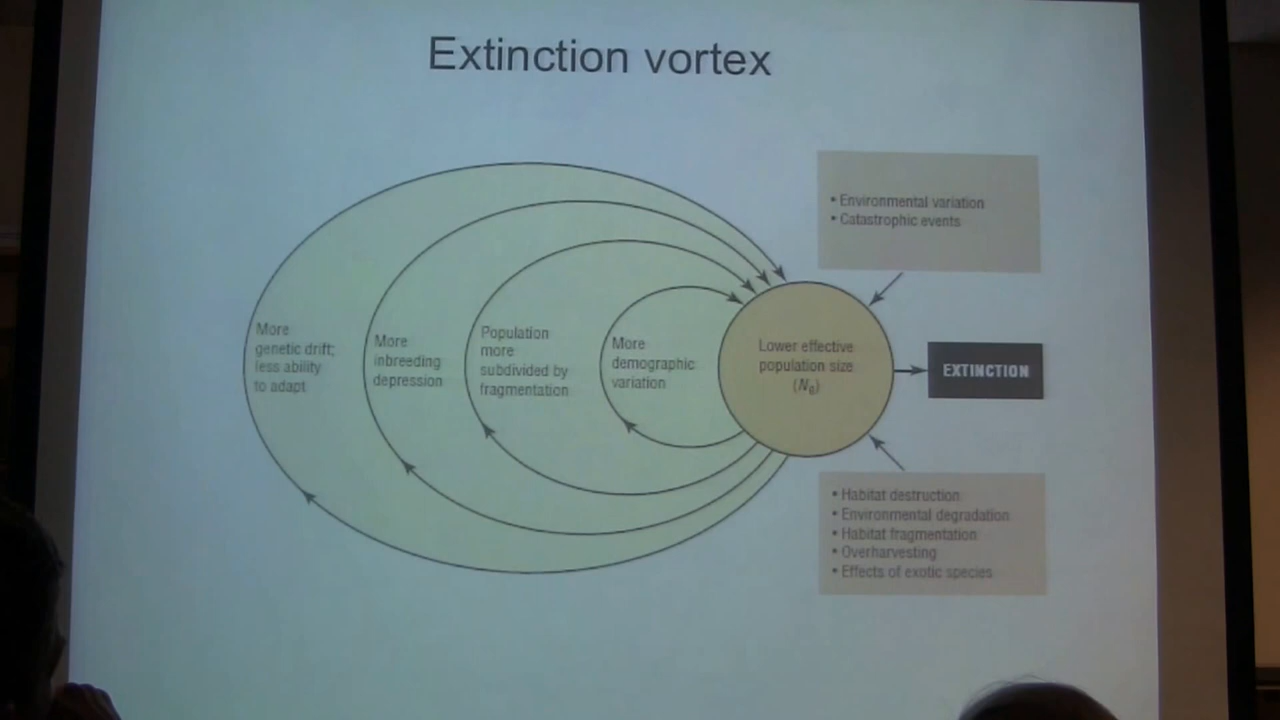 Extinction vortex
• Environmental variation
• Catastrophic events
More
genetic drift;
less ability
to adapt
More
inbreeding
depression
Population
more
subdivided by
fragmentation
More
demographic
variation
Lower effective
population size
(Ne)
EXTINCTION
• Habitat destruction
• Environmental degradation
• Habitat fragmentation
• Overharvesting
• Effects of exotic species